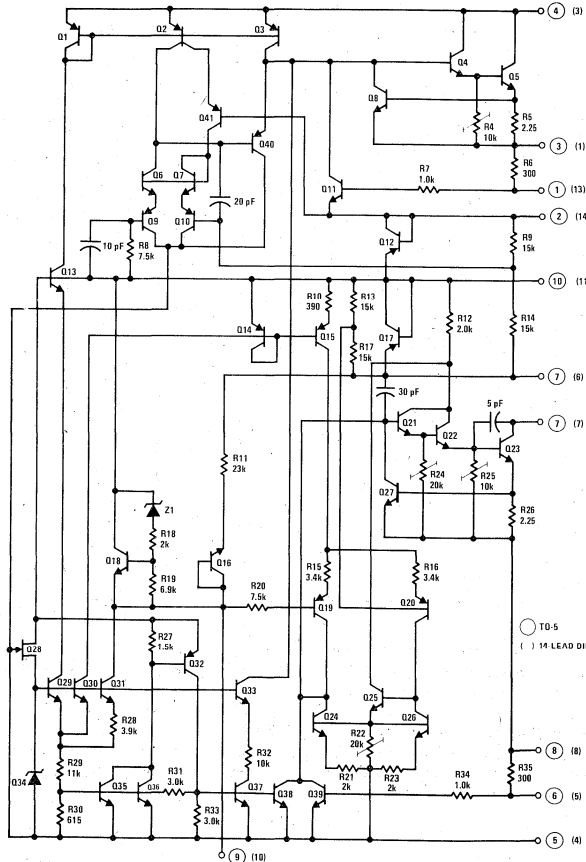 4 (3)
Q1
Q2
Q3
Q4
Q5
Q8
R4
10k
R5
2.25
Q41
3 (1)
Q40
R6
300
R7
1.0k
1 (13)
Q6
Q7
Q11
20 pF
2 (14
Q9
Q10
Q12
R9
15k
10 pF
R8
7.5k
Q13
10 (11
R10
390
R13
15k
R12
2.0k
R14
15k
Q14
Q15
Q17
R17
15k
7 (6)
30 pF
5 pF
7 (7)
Q21
Q22
Q23
R11
23k
R24
20k
R25
10k
Q27
R26
2.25
Z1
R18
2k
Q18
R19
6.9k
Q16
R15
3.4k
R16
3.4k
R20
7.5k
Q19
Q20
TO-5
( ) 14-LEAD DI
Q28
R27
1.5k
Q32
Q29
Q30
Q31
Q33
Q25
Q24
Q26
R28
3.9k
R22
20k
8 (8)
R29
11k
R32
10k
R21
2k
R23
2k
R35
300
Q34
R31
3.0k
R34
1.0k
6 (5)
R30
615
Q35
Q36
R33
3.0k
Q37
Q38
Q39
5 (4)
9 (10)